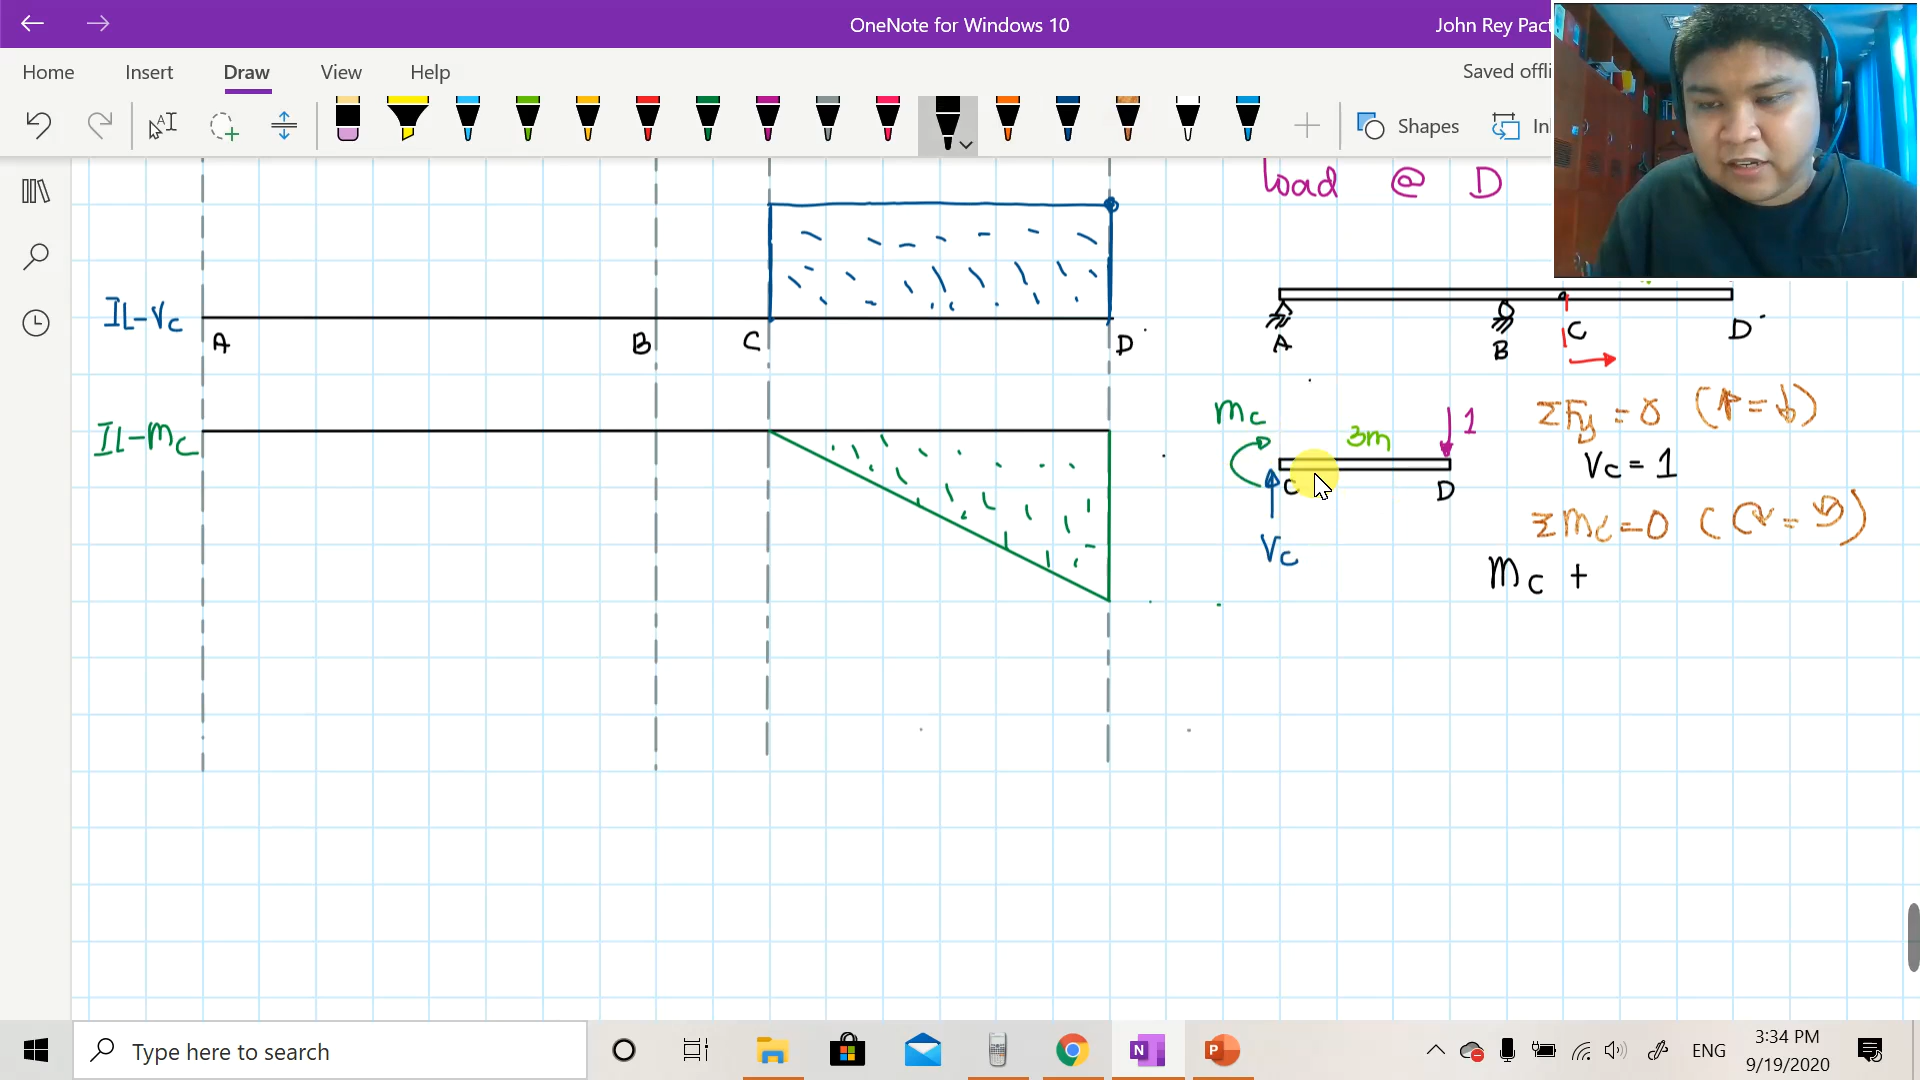 OneNote for Windows 10
John Rey Pact
Home Insert Draw View Help
Saved offli
Shapes
In
load @ D
IL-Vc
A B C D
IL-Mc
A B C D
Mc
3m
1
C D
Vc
ΣFy = 0 (↑=↓)
Vc = 1
ΣMc=0 (↷=↶)
Mc +
Type here to search
ENG
3:34 PM
9/19/2020